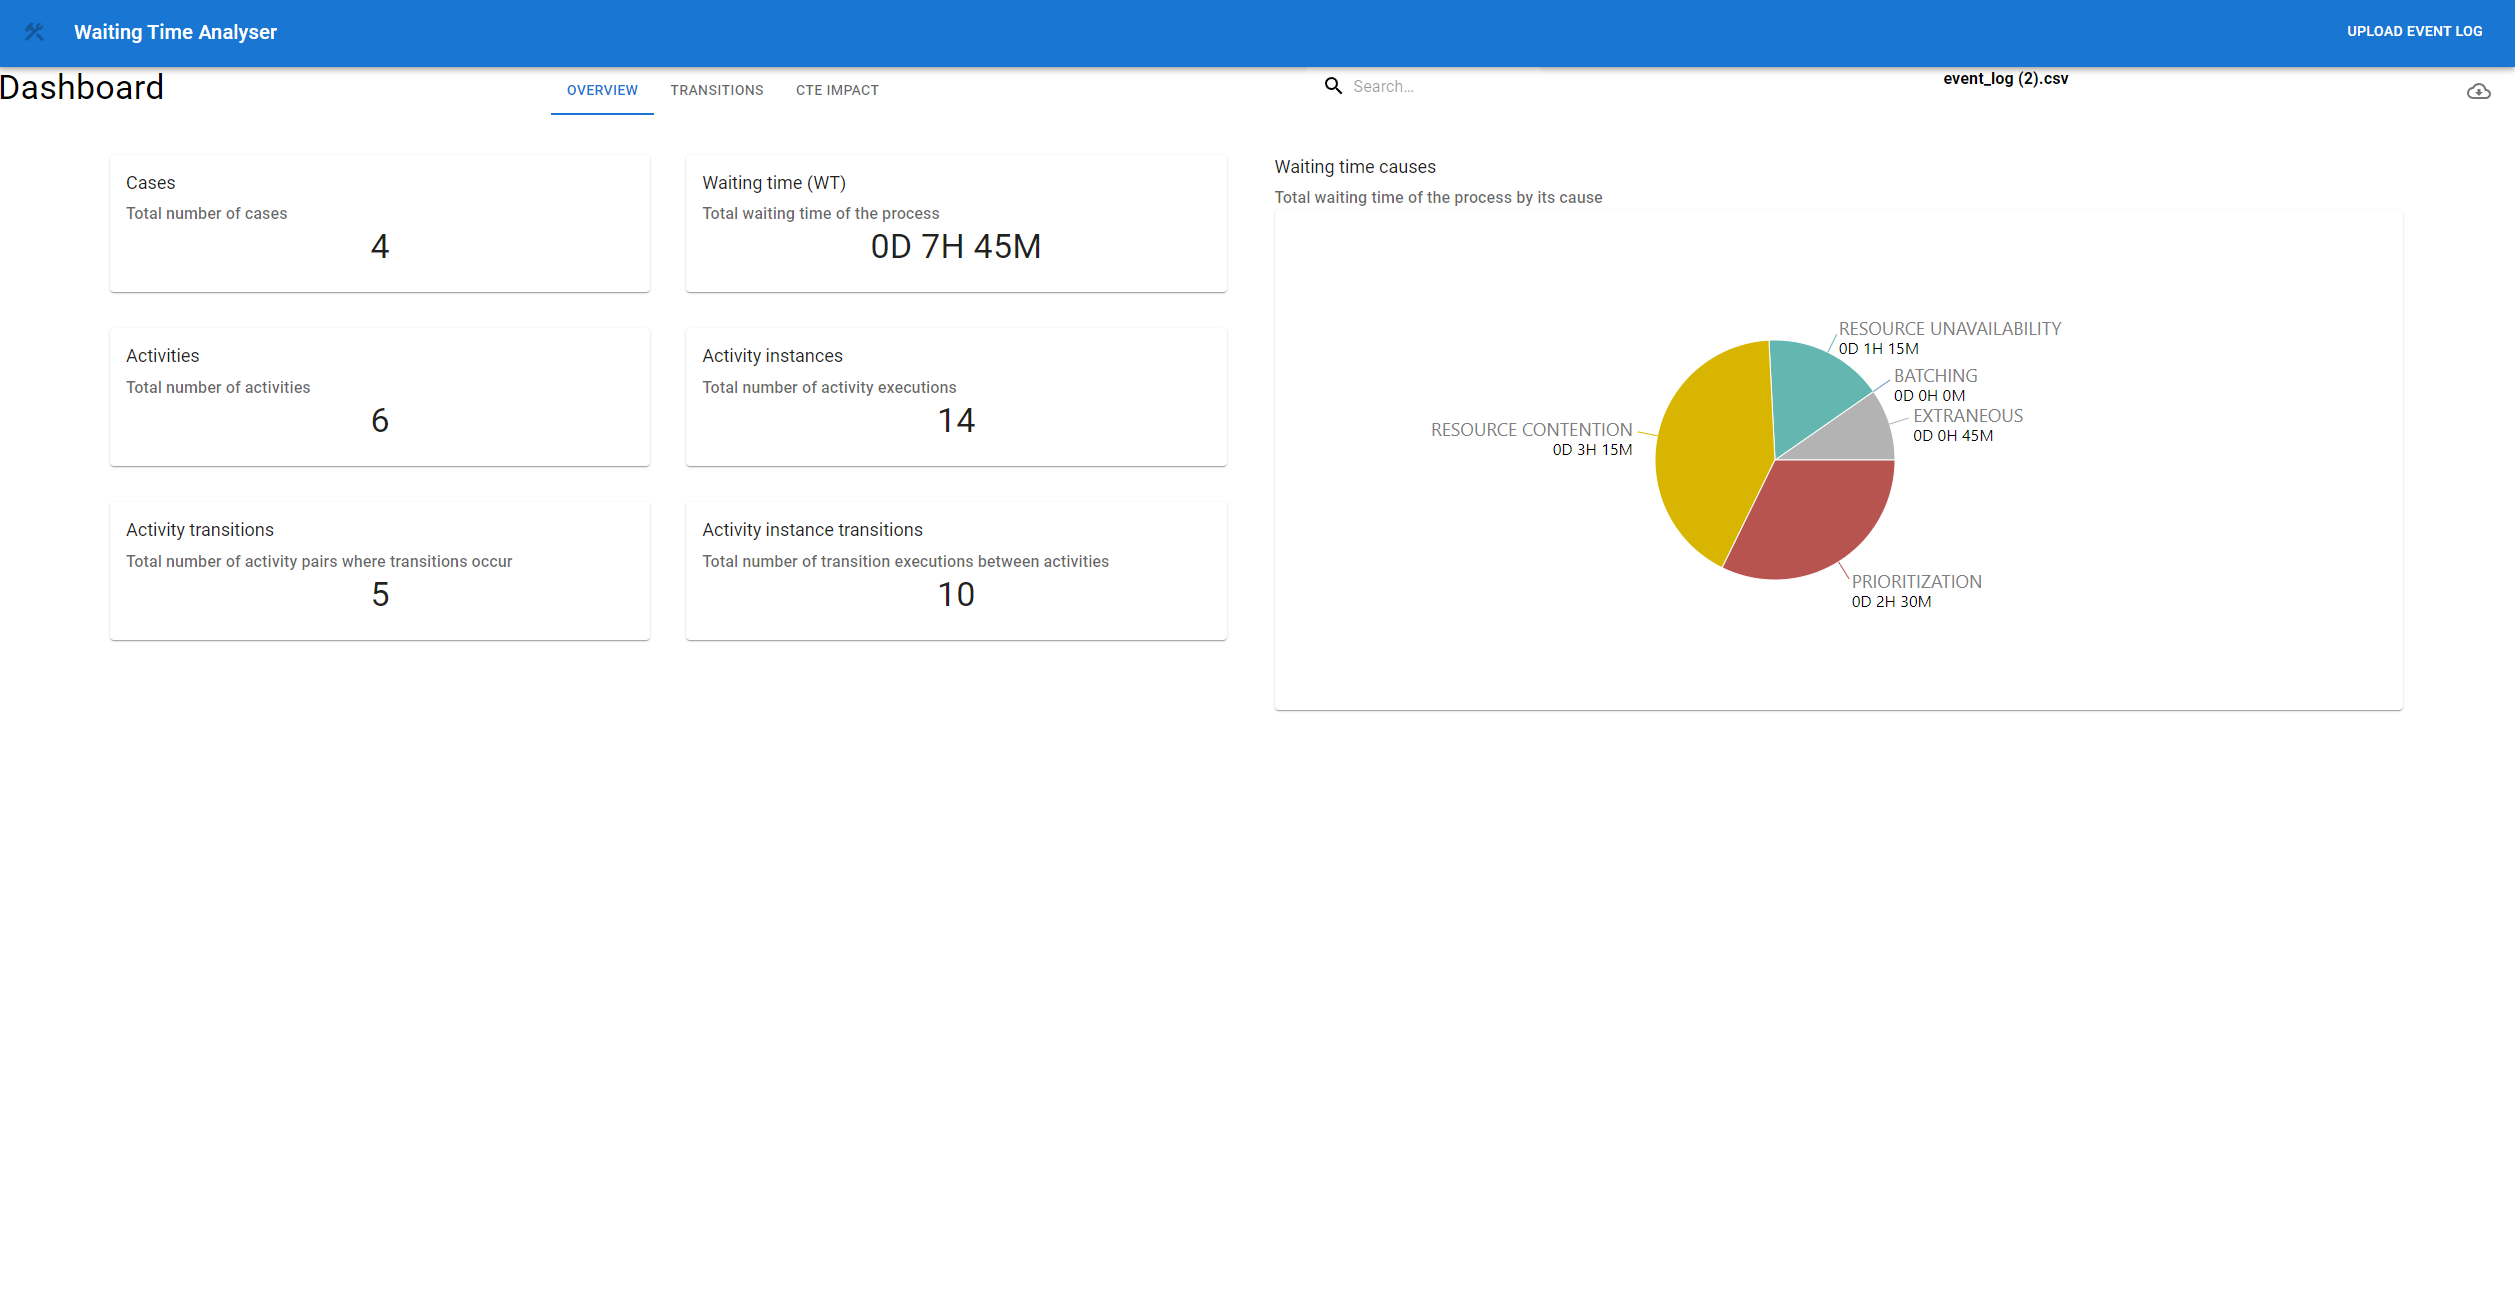 Waiting Time Analyser
UPLOAD EVENT LOG
Dashboard
OVERVIEW
TRANSITIONS
CTE IMPACT
Search...
event_log (2).csv
Cases
Total number of cases
4
Waiting time (WT)
Total waiting time of the process
0D 7H 45M
Activities
Total number of activities
6
Activity instances
Total number of activity executions
14
Activity transitions
Total number of activity pairs where transitions occur
5
Activity instance transitions
Total number of transition executions between activities
10
Waiting time causes
Total waiting time of the process by its cause
RESOURCE UNAVAILABILITY
0D 1H 15M
BATCHING
0D 0H 0M
EXTRANEOUS
0D 0H 45M
RESOURCE CONTENTION
0D 3H 15M
PRIORITIZATION
0D 2H 30M